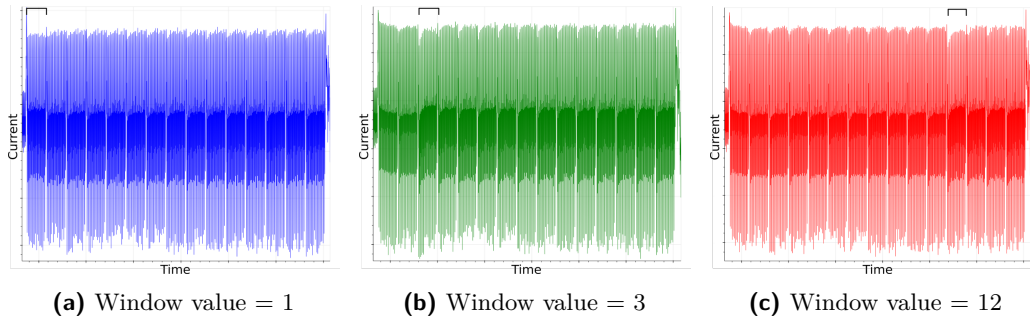 Current
Time
(a) Window value = 1
Current
Time
(b) Window value = 3
Current
Time
(c) Window value = 12